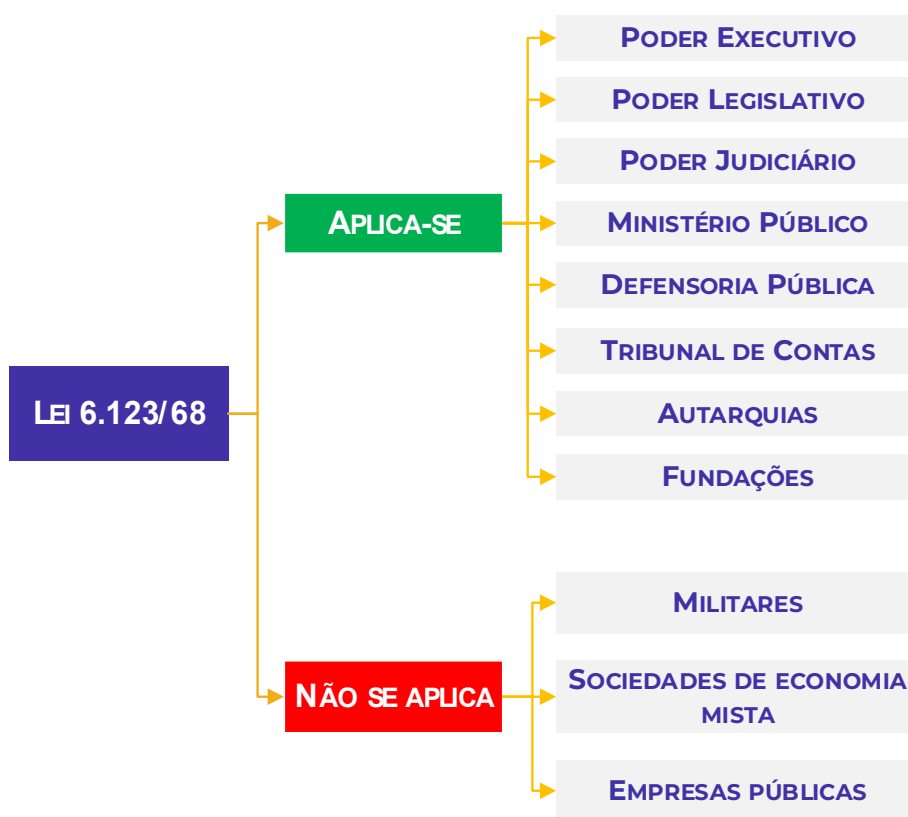 PODER EXECUTIVO
PODER LEGISLATIVO
PODER JUDICIÁRIO
APLICA-SE
MINISTÉRIO PÚBLICO
DEFENSORIA PÚBLICA
TRIBUNAL DE CONTAS
LEI 6.123/68
AUTARQUIAS
FUNDAÇÕES
MILITARES
NÃO SE APLICA
SOCIEDADES DE ECONOMIA
MISTA
EMPRESAS PÚBLICAS